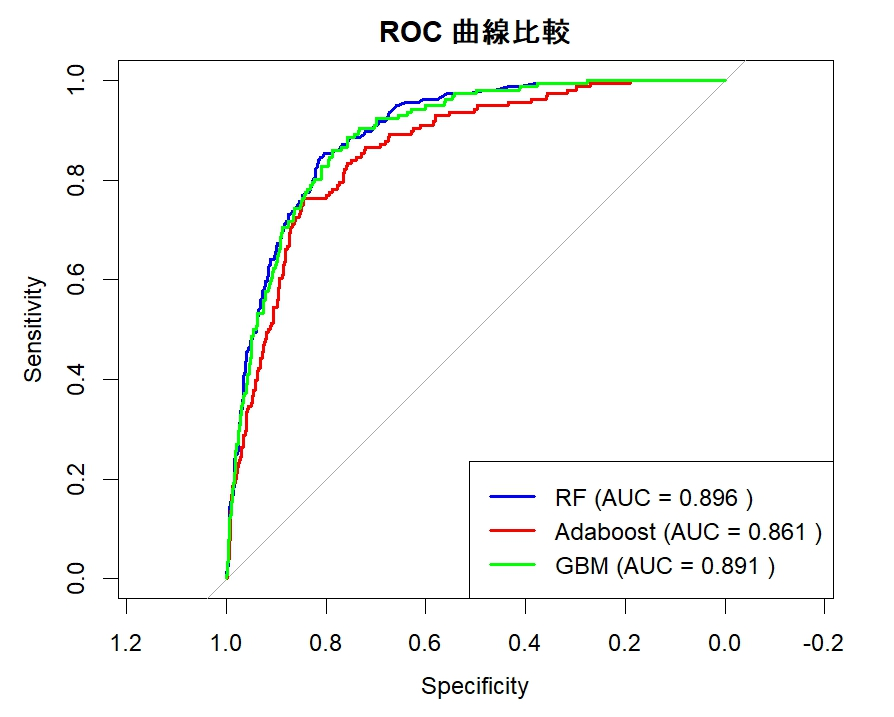 ROC 曲線比較
Sensitivity
1.0
0.8
0.6
0.4
0.2
0.0
RF (AUC = 0.896 )
Adaboost (AUC = 0.861 )
GBM (AUC = 0.891 )
1.2 1.0 0.8 0.6 0.4 0.2 0.0 -0.2
Specificity